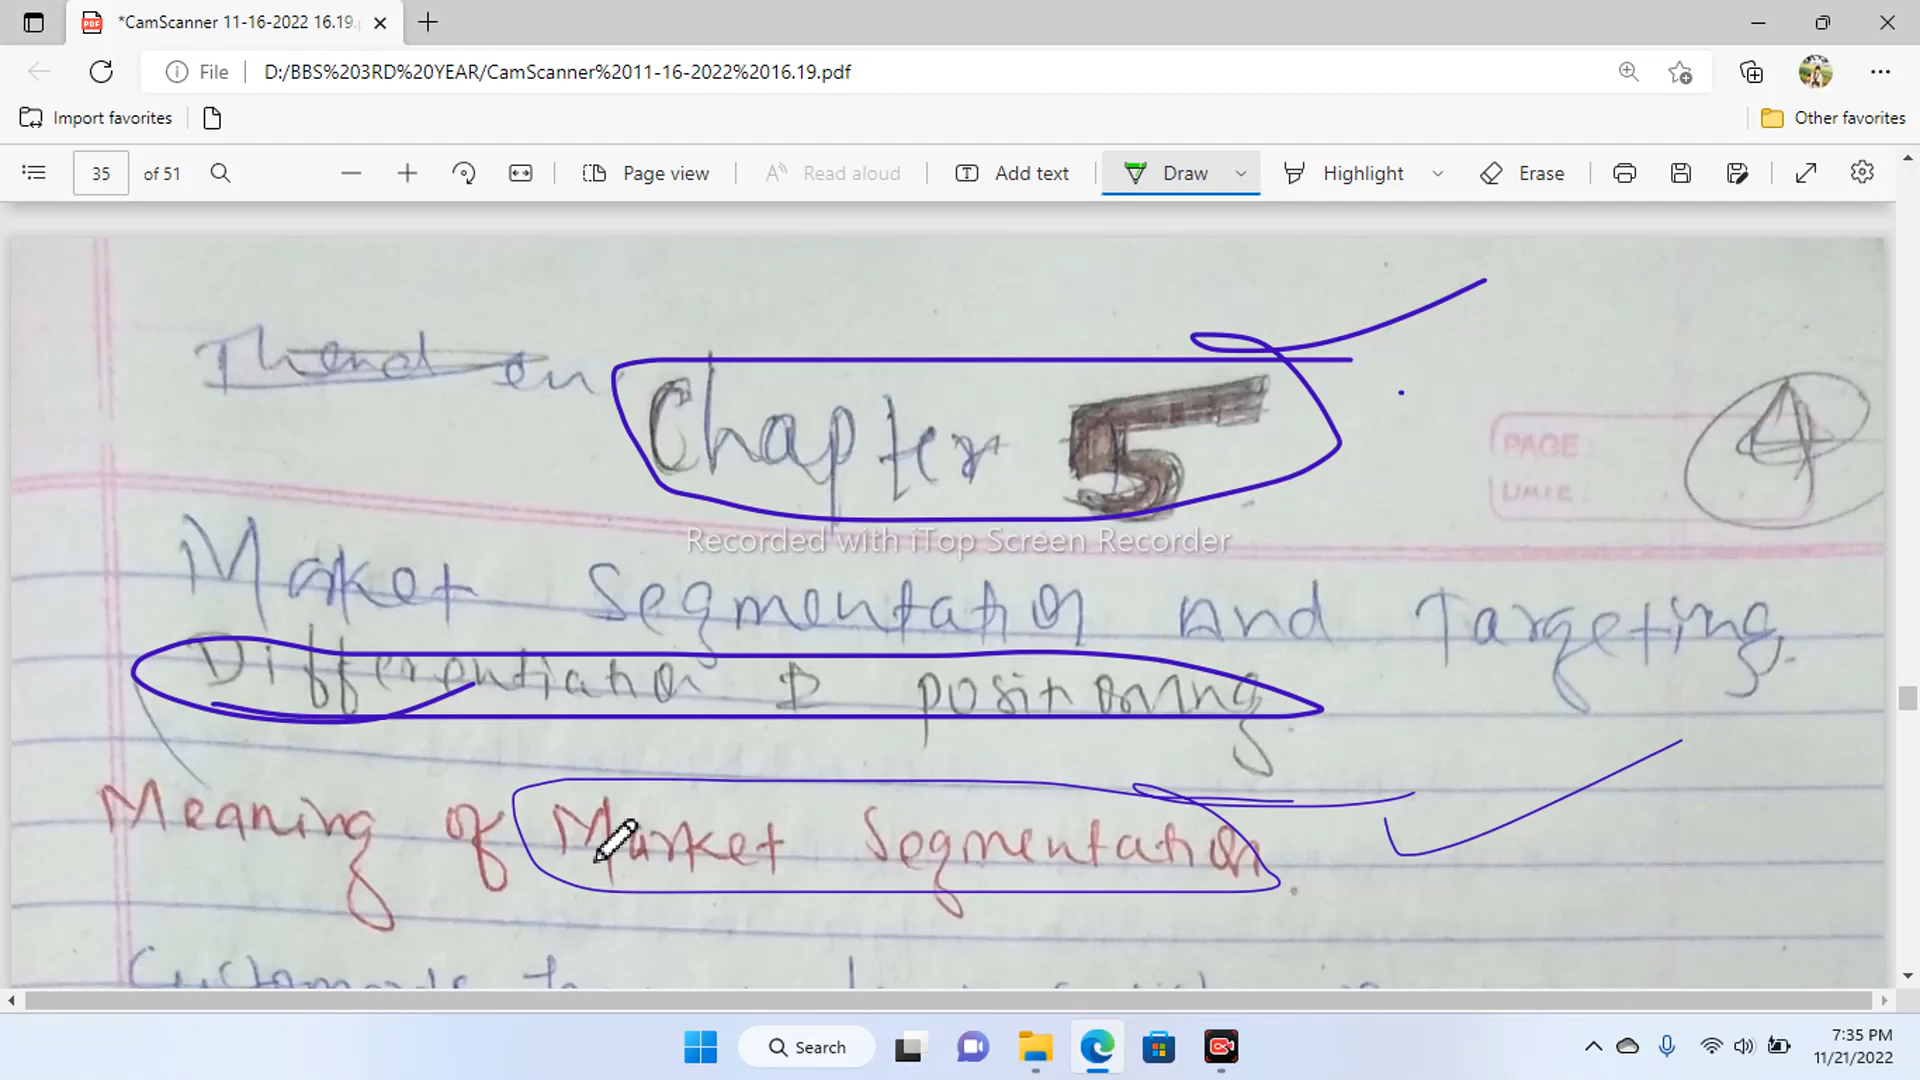 *CamScanner 11-16-2022 16.19.p
File D:/BBS%203RD%20YEAR/CamScanner%2011-16-2022%2016.19.pdf
Import favorites Other favorites
35 of 51 Page view Read aloud Add text Draw Highlight Erase
en Chapter 5
PAGE :
DATE :
4
Recorded with iTop Screen Recorder
Market Segmentation And Targeting
Differentiation & positioning
Meaning of Market Segmentation.
Search
7:35 PM
11/21/2022